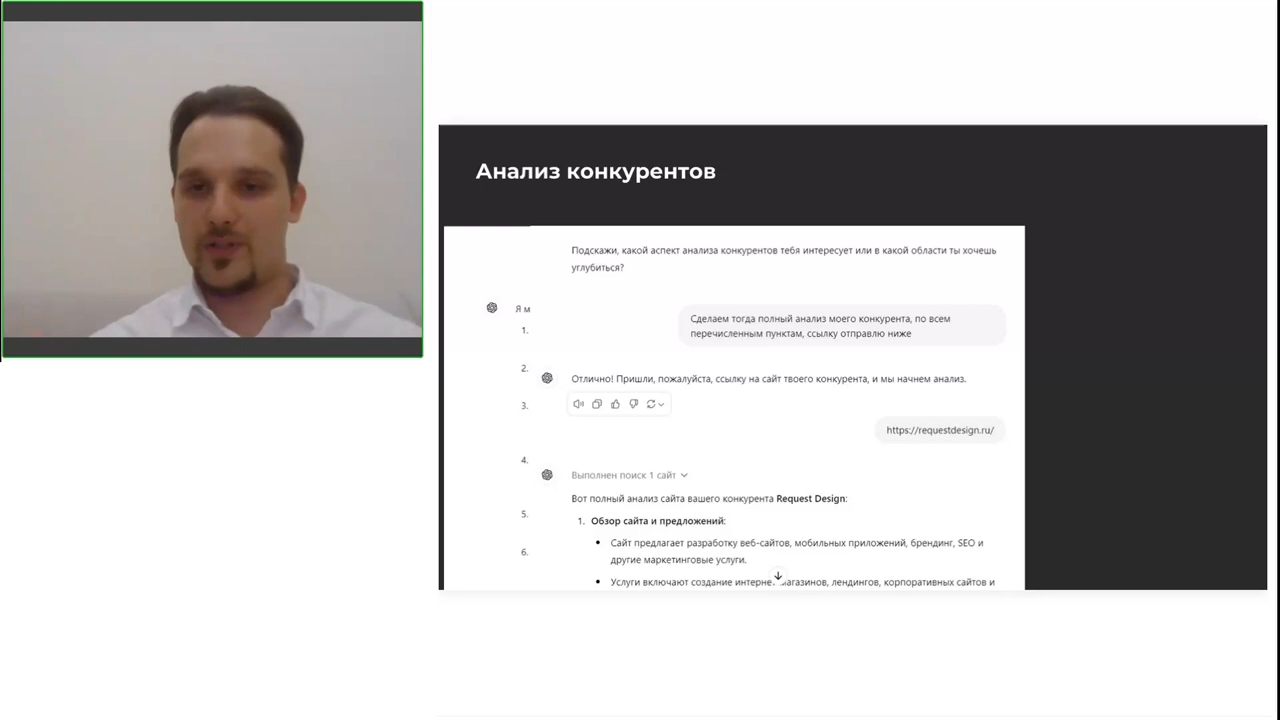 Анализ конкурентов
Подскажи, какой аспект анализа конкурентов тебя интересует или в какой области ты хочешь
углубиться?
Я м
1.
Сделаем тогда полный анализ моего конкурента, по всем
перечисленным пунктам, ссылку отправлю ниже
2.
Отлично! Пришли, пожалуйста, ссылку на сайт твоего конкурента, и мы начнем анализ.
3.
https://requestdesign.ru/
4.
Выполнен поиск 1 сайт
Вот полный анализ сайта вашего конкурента Request Design:
5.
1. Обзор сайта и предложений:
Сайт предлагает разработку веб-сайтов, мобильных приложений, брендинг, SEO и
6.
другие маркетинговые услуги.
Услуги включают создание интернет-магазинов, лендингов, корпоративных сайтов и